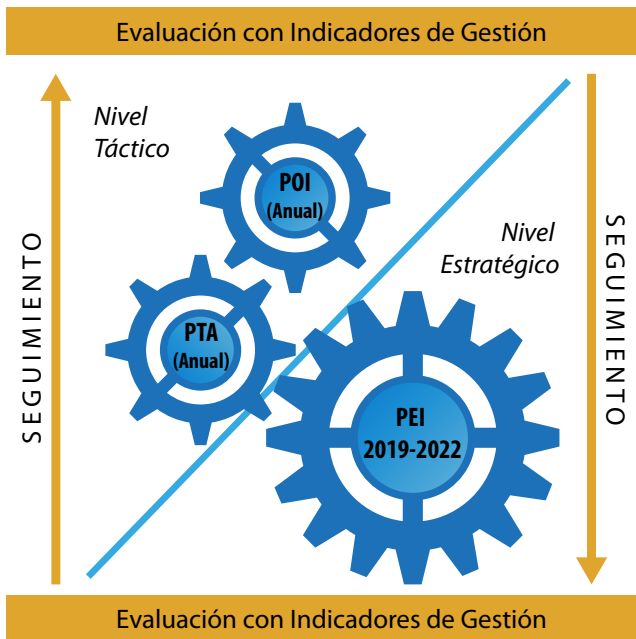 Evaluación con Indicadores de Gestión
Nivel
Táctico
POI
(Anual)
Nivel
Estratégico
SEGUIMIENTO
SEGUIMIENTO
PTA
(Anual)
PEI
2019-2022
Evaluación con Indicadores de Gestión